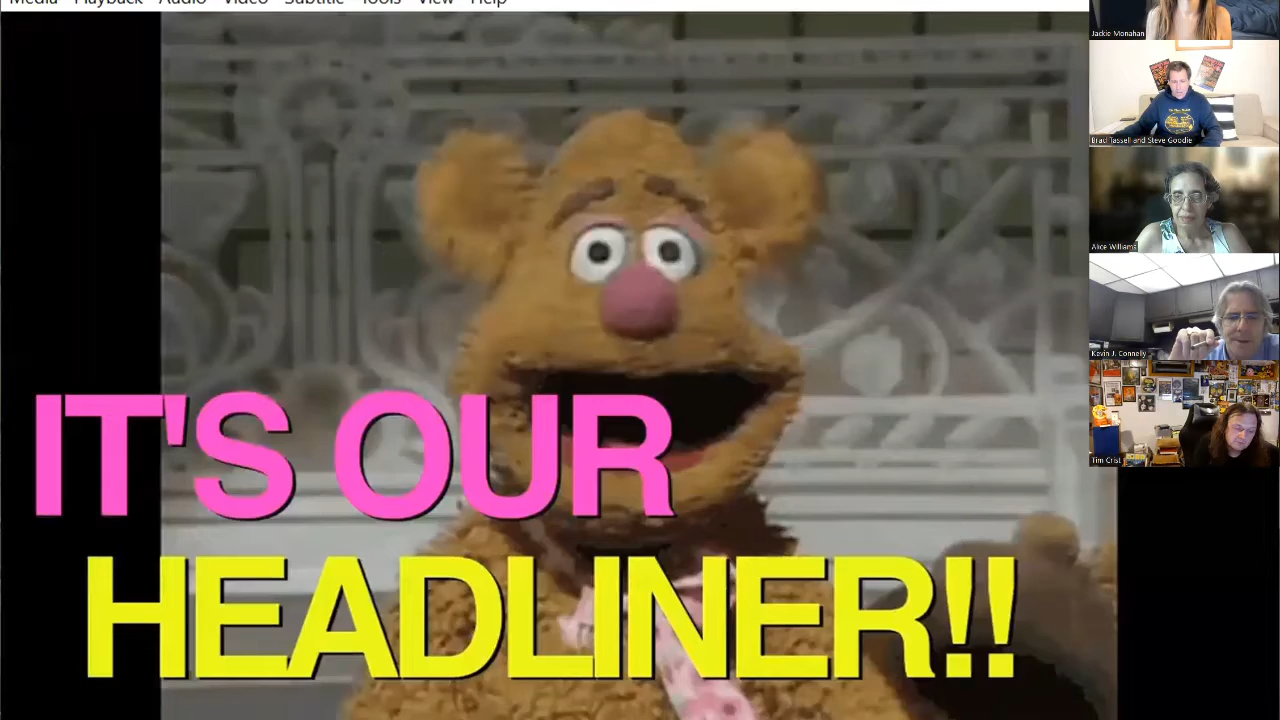 Media Playback Audio Video Subtitle Tools View Help
Jackie Monahan
Brad Tassell and Steve Goodie
Alice Williams
Kevin J. Connelly
Tim Crist
IT'S OUR
HEADLINER!!